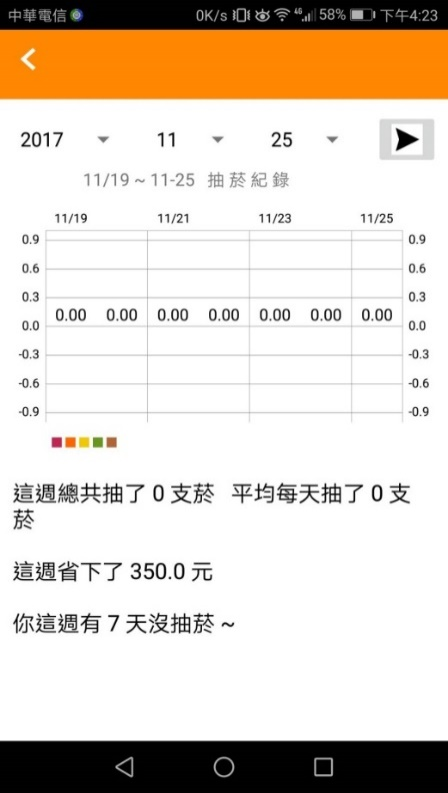 中華電信 0K/s 46 58% 下午4:23
2017 11 25
11/19 ~ 11-25 抽菸紀錄
11/19 11/21 11/23 11/25
0.9 0.9
0.6 0.6
0.3 0.3
0.00 0.00 0.00 0.00 0.00 0.00 0.00
0.0 0.0
-0.3 -0.3
-0.6 -0.6
-0.9 -0.9
這週總共抽了 0 支菸 平均每天抽了 0 支
菸
這週省下了 350.0 元
你這週有 7 天沒抽菸 ~